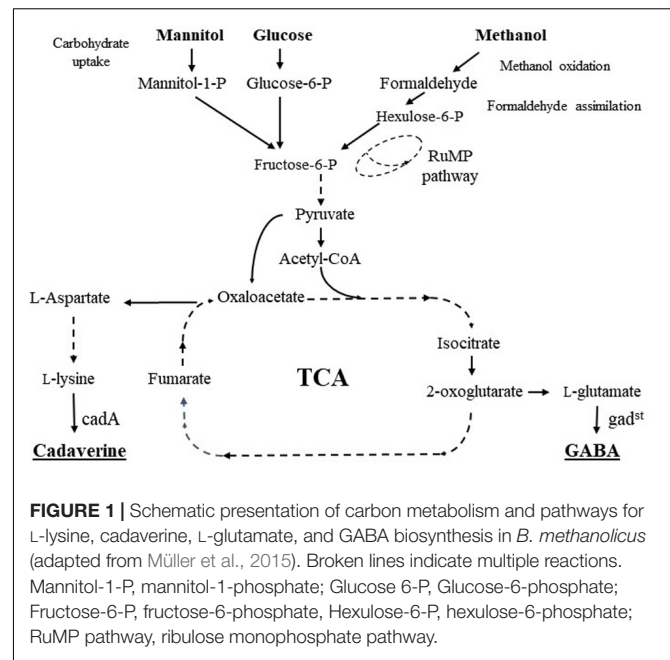 Carbohydrate
uptake
Mannitol
Glucose
Methanol
Mannitol-1-P
Glucose-6-P
Formaldehyde
Methanol oxidation
Hexulose-6-P
Formaldehyde assimilation
Fructose-6-P
RuMP
pathway
Pyruvate
Acetyl-CoA
L-Aspartate
Oxaloacetate
Isocitrate
L-lysine
Fumarate
TCA
2-oxoglutarate
L-glutamate
cadA
gadst
Cadaverine
GABA
FIGURE 1 | Schematic presentation of carbon metabolism and pathways for
L-lysine, cadaverine, L-glutamate, and GABA biosynthesis in B. methanolicus
(adapted from Müller et al., 2015). Broken lines indicate multiple reactions.
Mannitol-1-P, mannitol-1-phosphate; Glucose 6-P, Glucose-6-phosphate;
Fructose-6-P, fructose-6-phosphate, Hexulose-6-P, hexulose-6-phosphate;
RuMP pathway, ribulose monophosphate pathway.